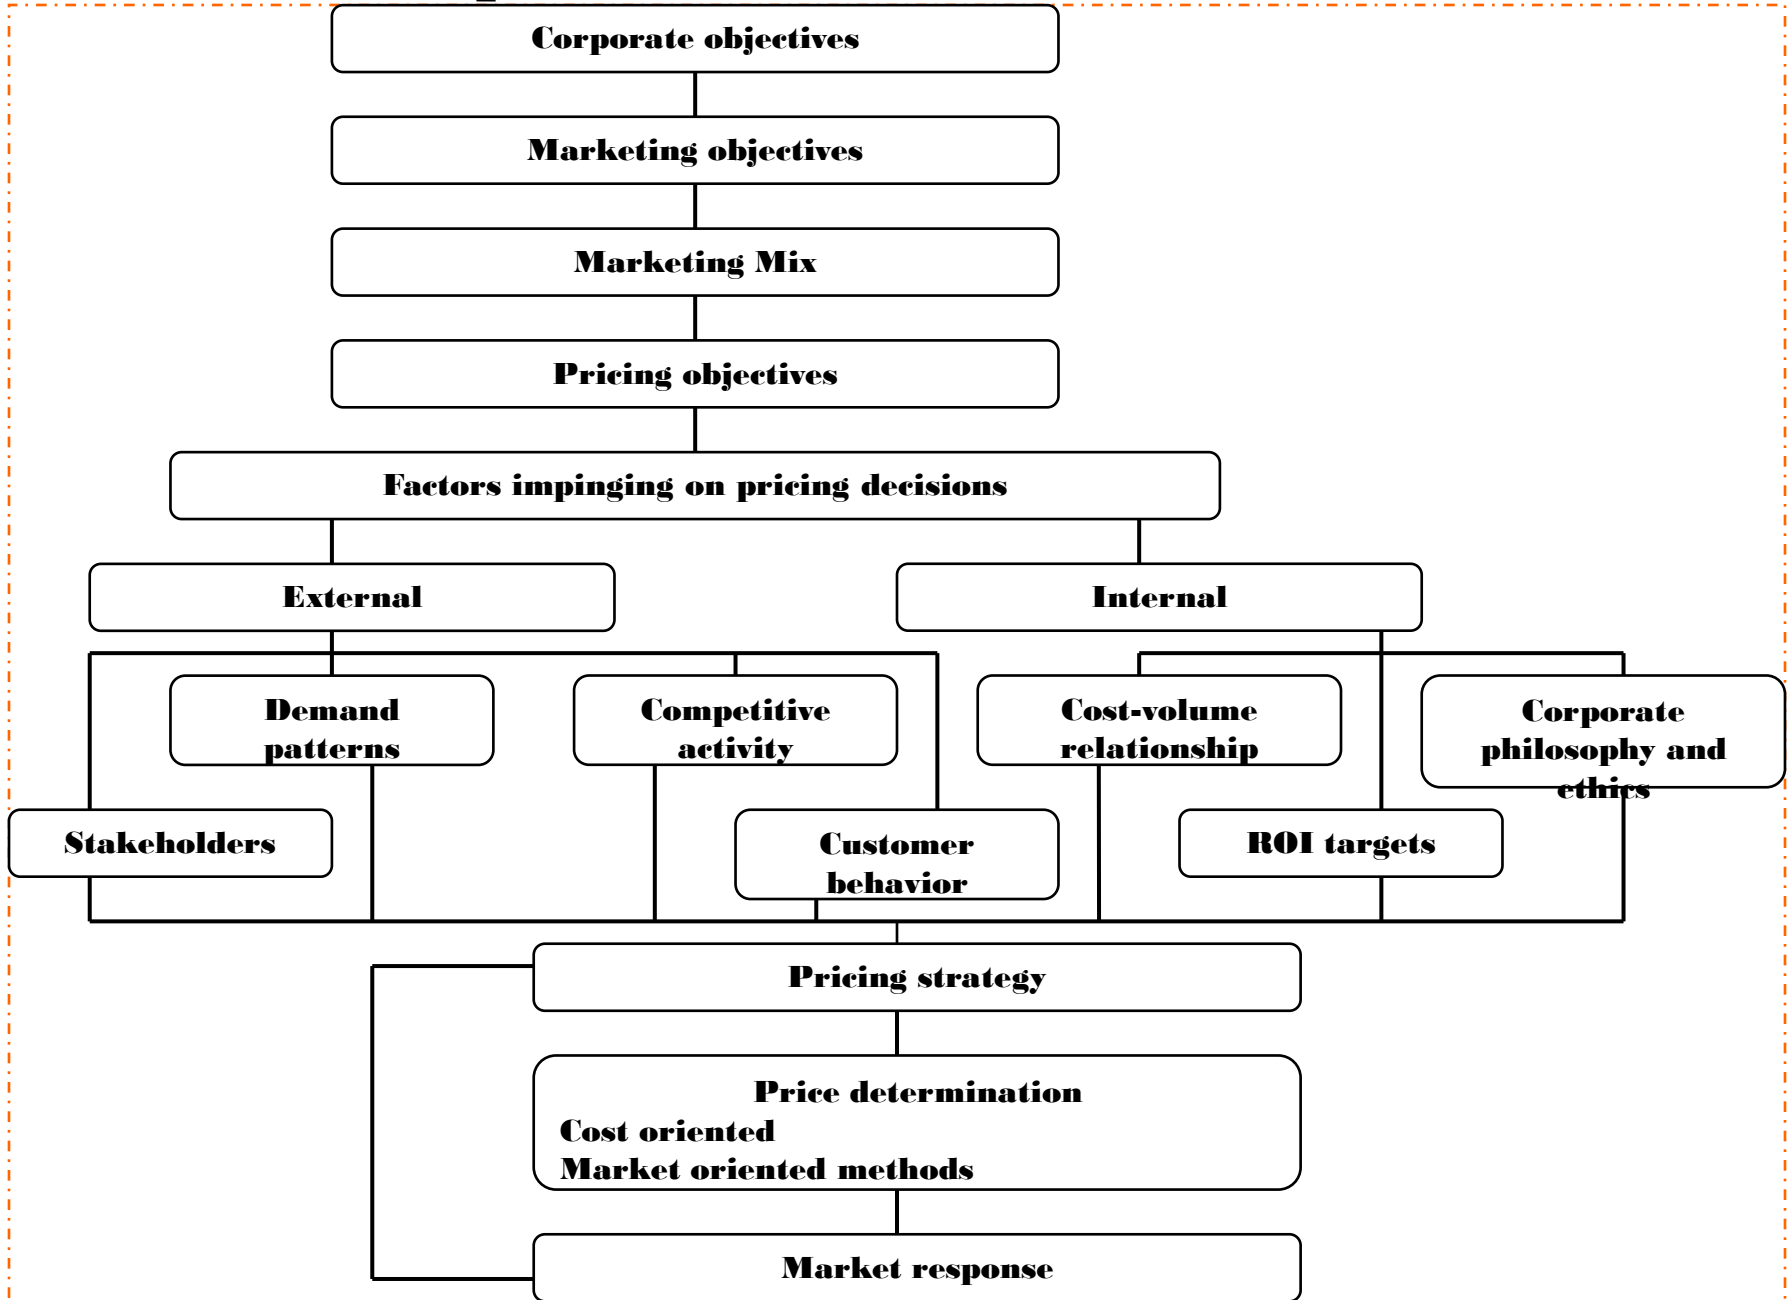 Corporate objectives
Marketing objectives
Marketing Mix
Pricing objectives
Factors impinging on pricing decisions
External
Internal
Demand
patterns
Competitive
activity
Cost-volume
relationship
Corporate
philosophy and
ethics
Stakeholders
Customer
behavior
ROI targets
Pricing strategy
Price determination
Cost oriented
Market oriented methods
Market response